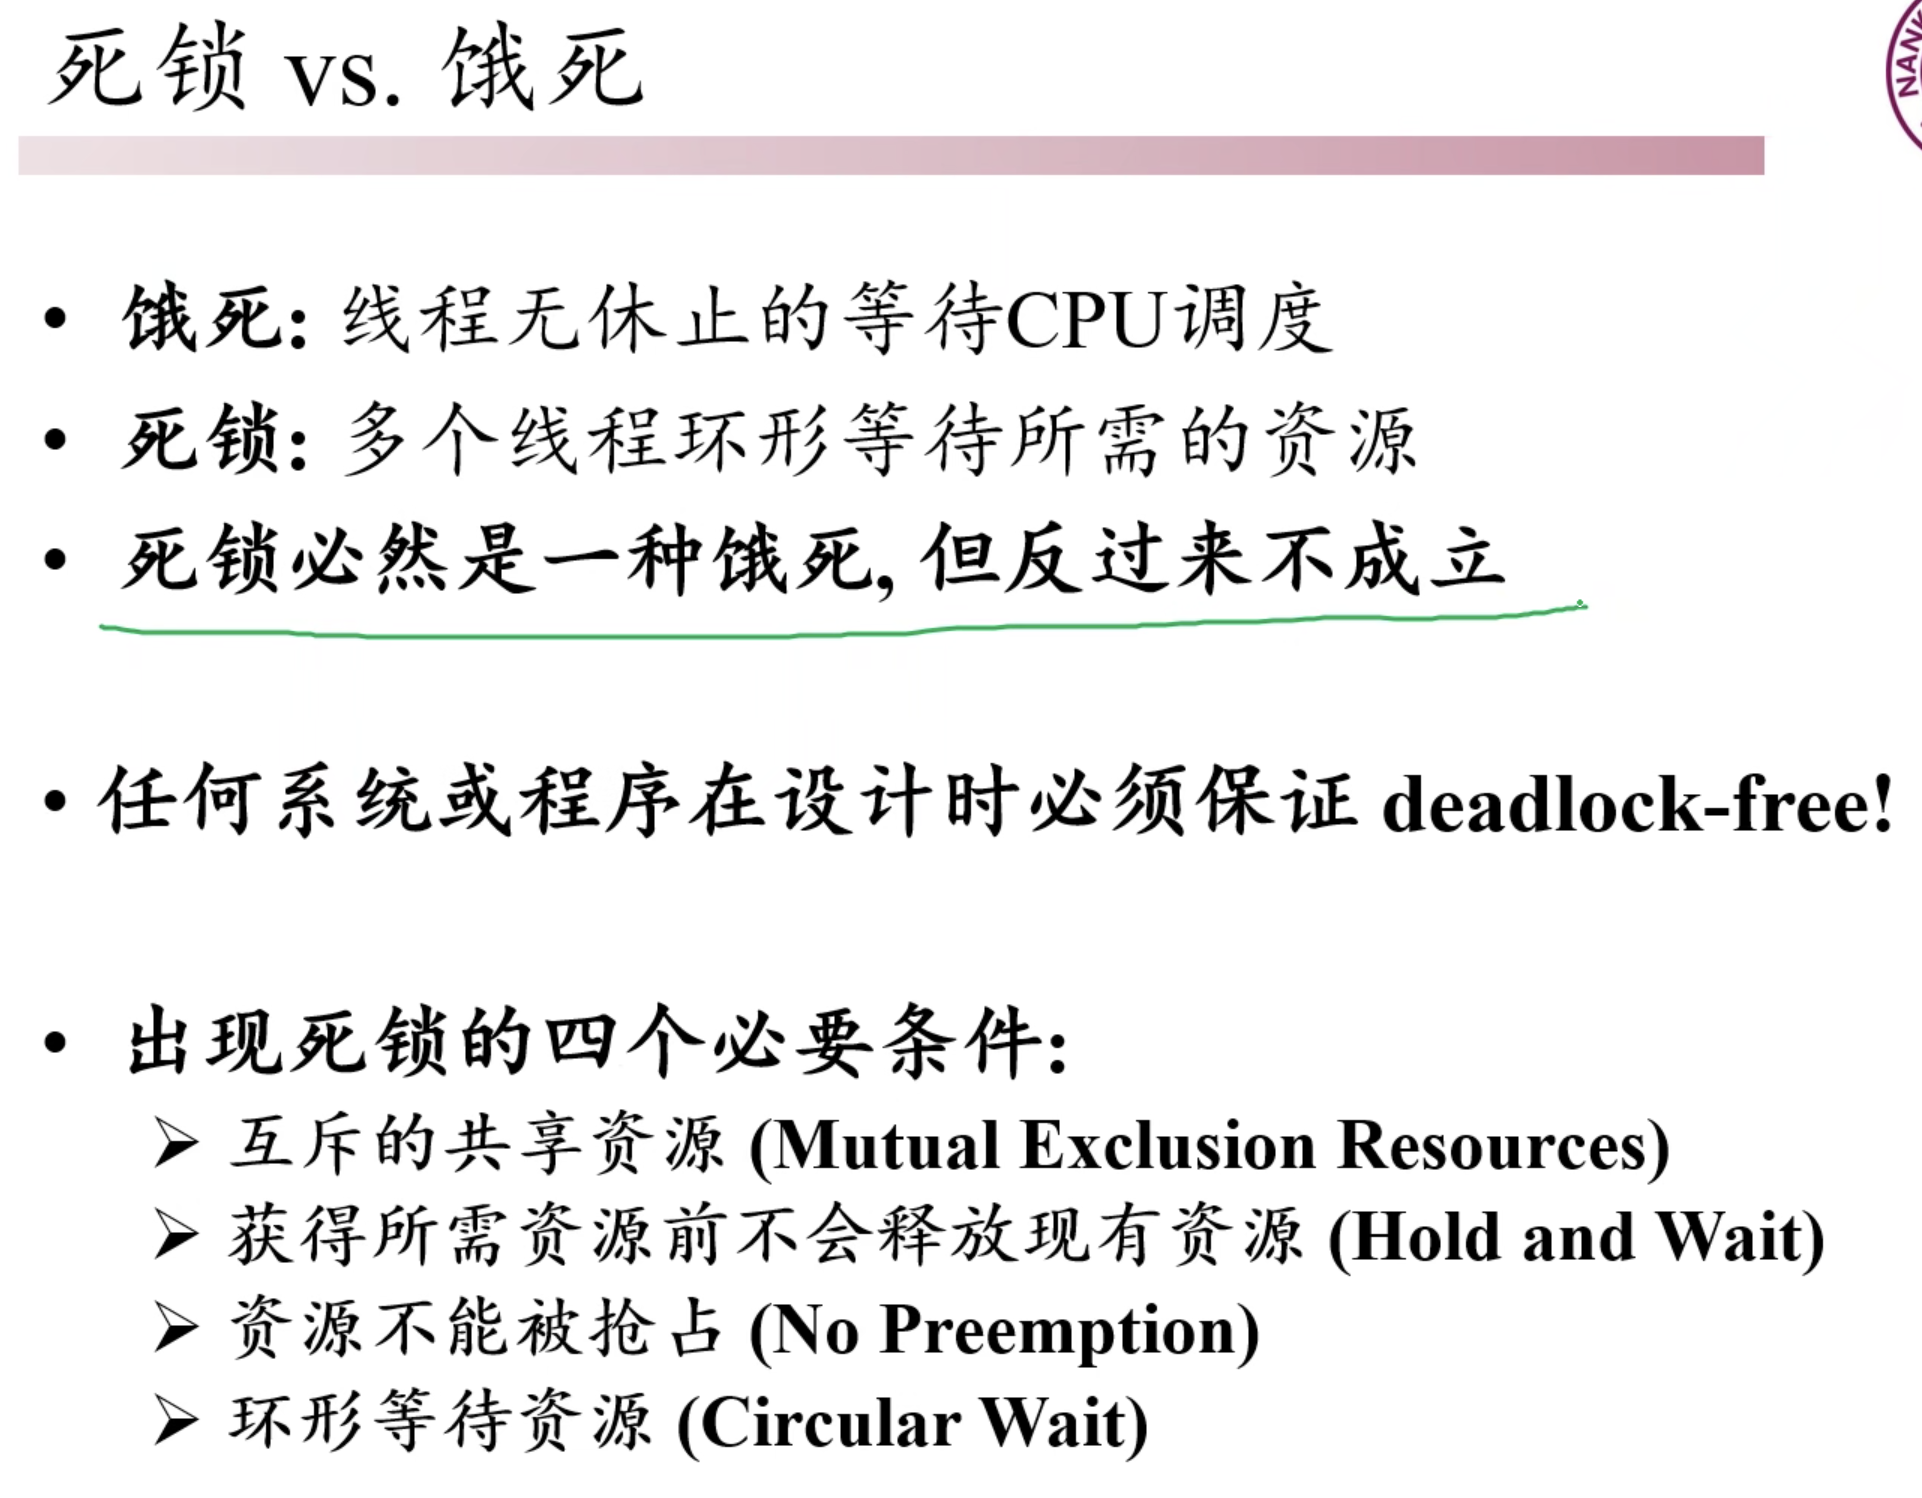 死锁 vs. 饿死
NANK
• 饿死: 线程无休止的等待CPU调度
• 死锁: 多个线程环形等待所需的资源
• 死锁必然是一种饿死, 但反过来不成立
• 任何系统或程序在设计时必须保证 deadlock-free!
• 出现死锁的四个必要条件:
➢ 互斥的共享资源 (Mutual Exclusion Resources)
➢ 获得所需资源前不会释放现有资源 (Hold and Wait)
➢ 资源不能被抢占 (No Preemption)
➢ 环形等待资源 (Circular Wait)